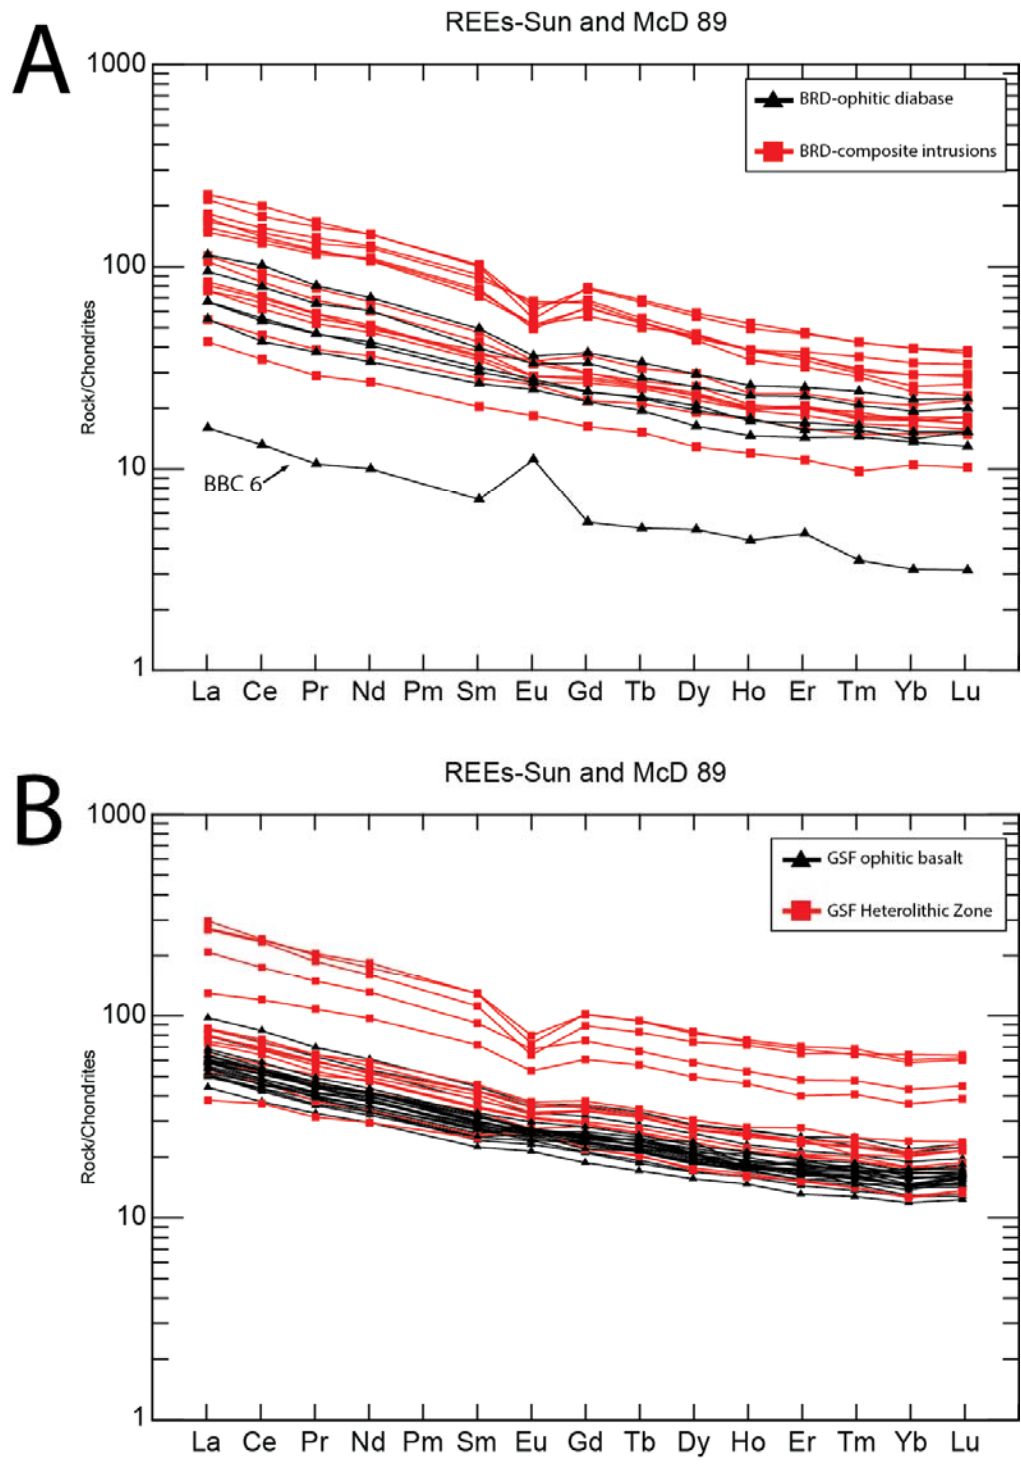 A
REEs-Sun and McD 89
1000
100
10
1
Rock/Chondrites
BRD-ophitic diabase
BRD-composite intrusions
BBC 6
La Ce Pr Nd Pm Sm Eu Gd Tb Dy Ho Er Tm Yb Lu
B
REEs-Sun and McD 89
1000
100
10
1
Rock/Chondrites
GSF ophitic basalt
GSF Heterolithic Zone
La Ce Pr Nd Pm Sm Eu Gd Tb Dy Ho Er Tm Yb Lu